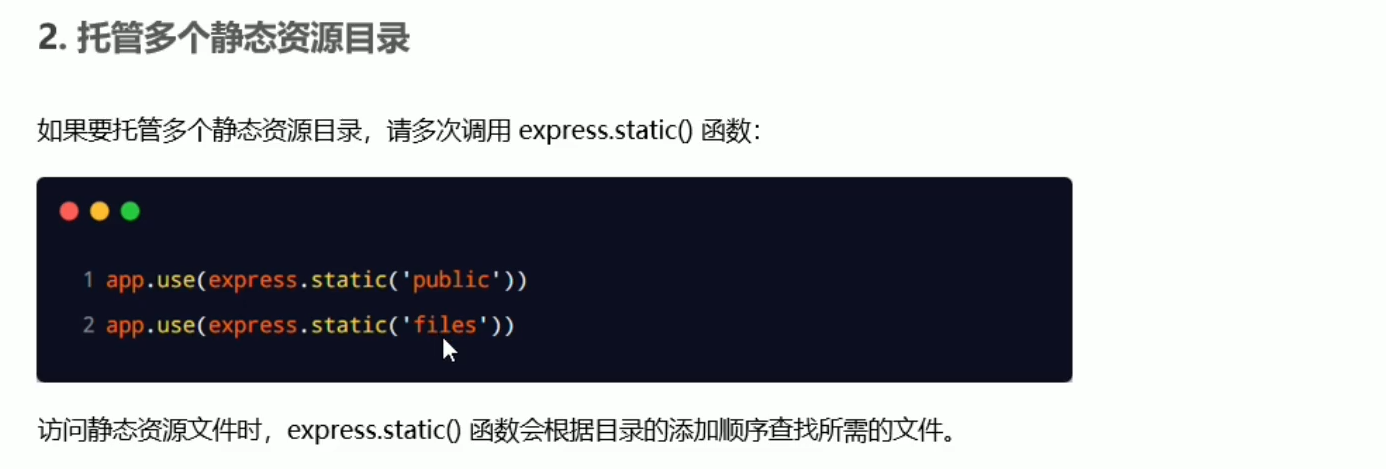 2. 托管多个静态资源目录
如果要托管多个静态资源目录，请多次调用 express.static() 函数：
1 app.use(express.static('public'))
2 app.use(express.static('files'))
访问静态资源文件时，express.static() 函数会根据目录的添加顺序查找所需的文件。